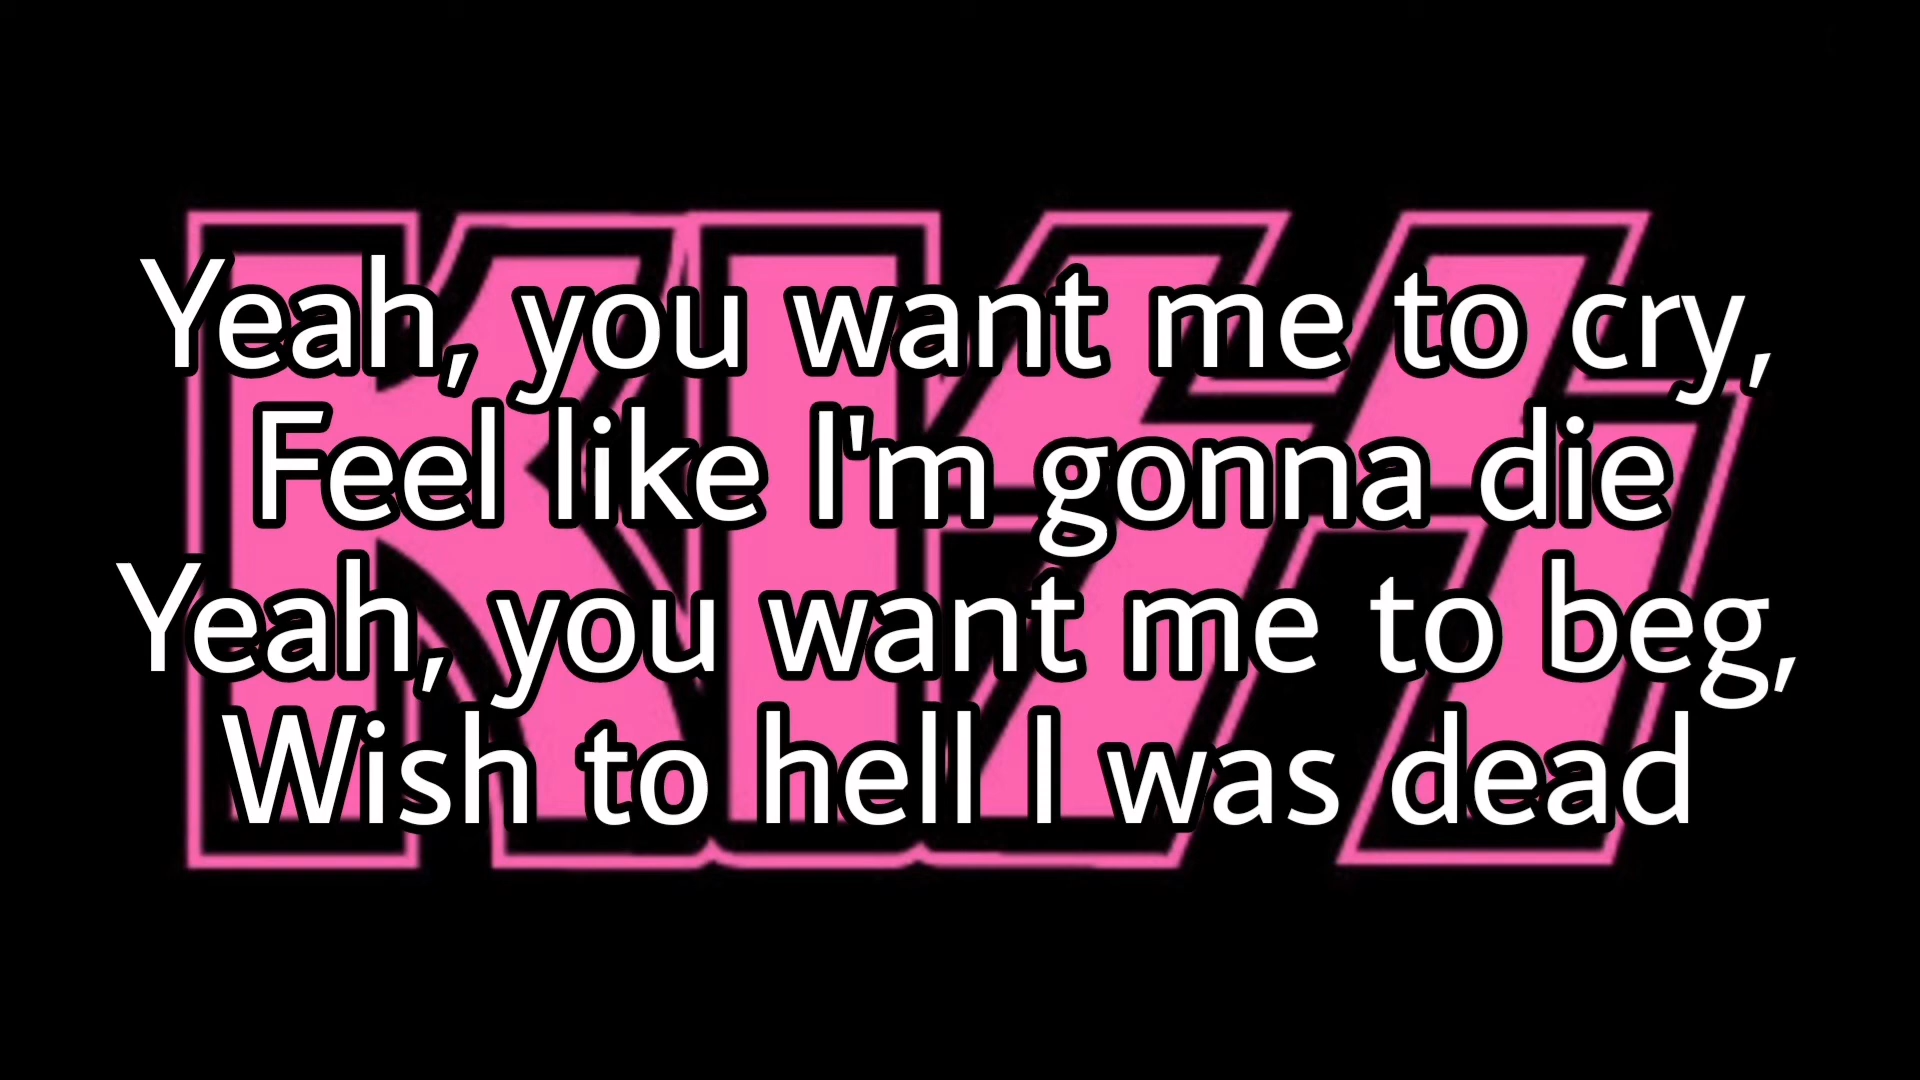 KISS
Yeah, you want me to cry,
Feel like I'm gonna die
Yeah, you want me to beg,
Wish to hell I was dead